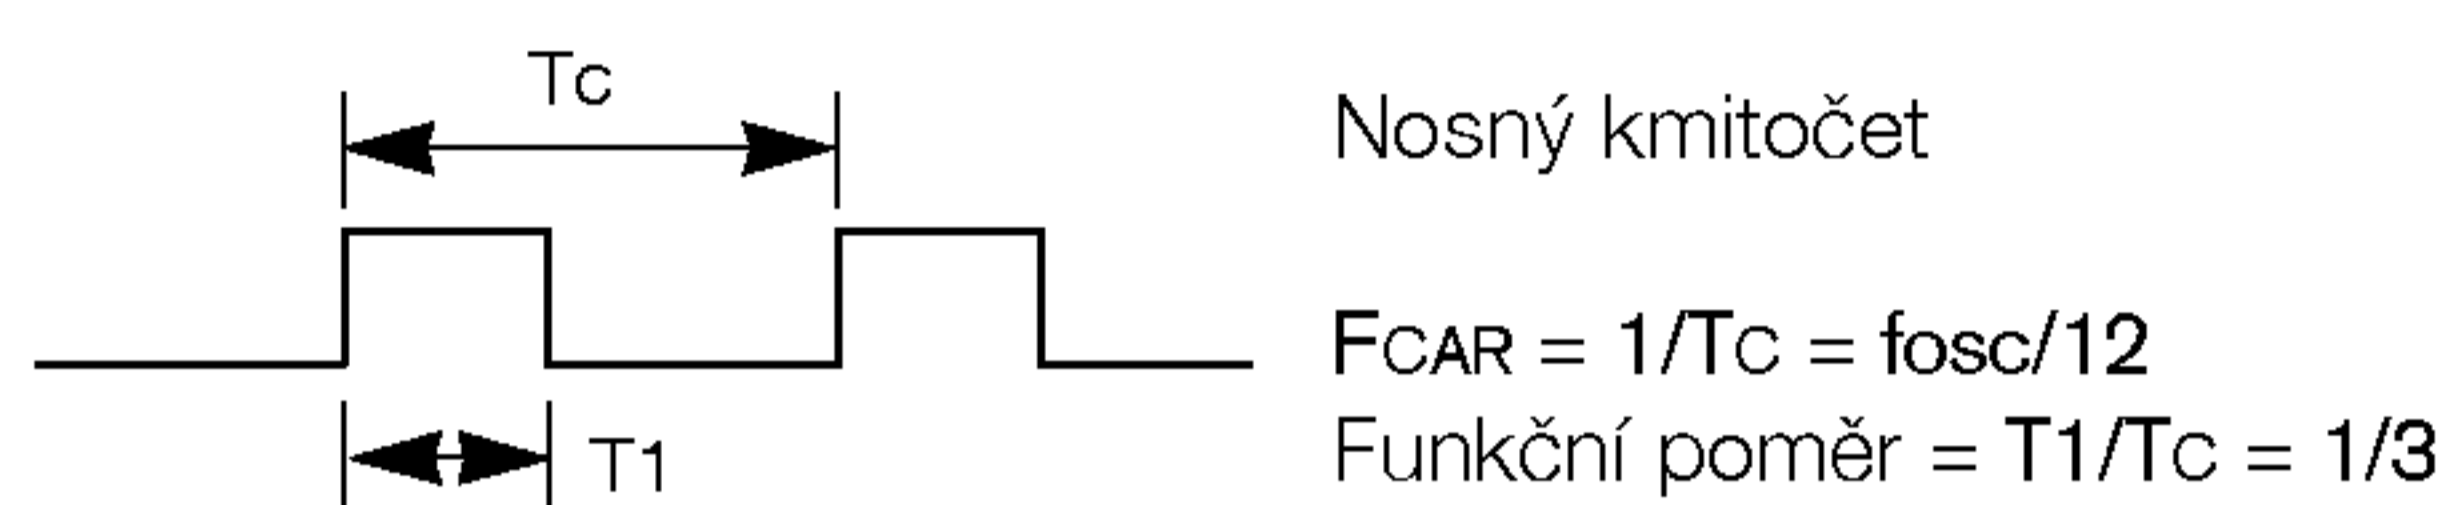 Tc
Nosný kmitočet
FCAR = 1/Tc = fosc/12
T1
Funkční poměr = T1/Tc = 1/3